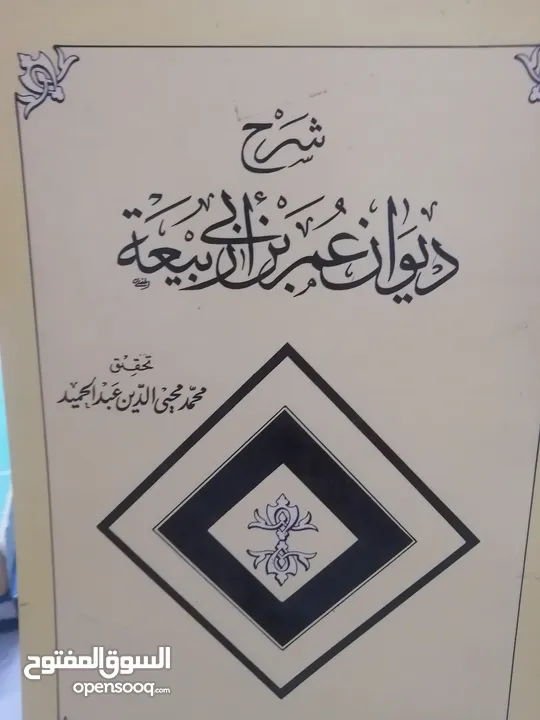 شرح
ديوان عمر بن أبي ربيعة
تحقيق
محمد محيي الدين عبد الحميد
السوق المفتوح
opensooq.com